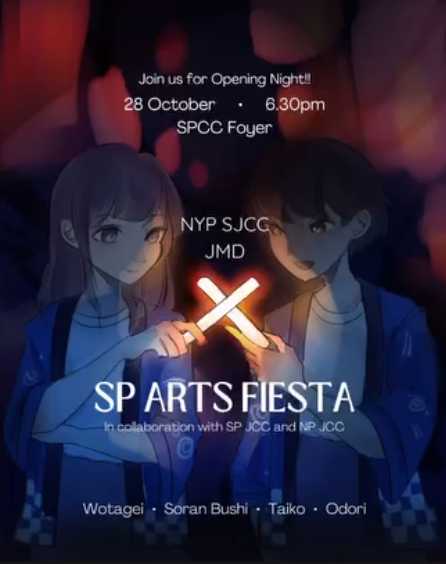 Join us for Opening Night!!
28 October • 6.30pm
SPCC Foyer
NYP SJCC
JMD
SP ARTS FIESTA
In collaboration with SP JCC and NP JCC
Wotagei • Soran Bushi • Taiko • Odori